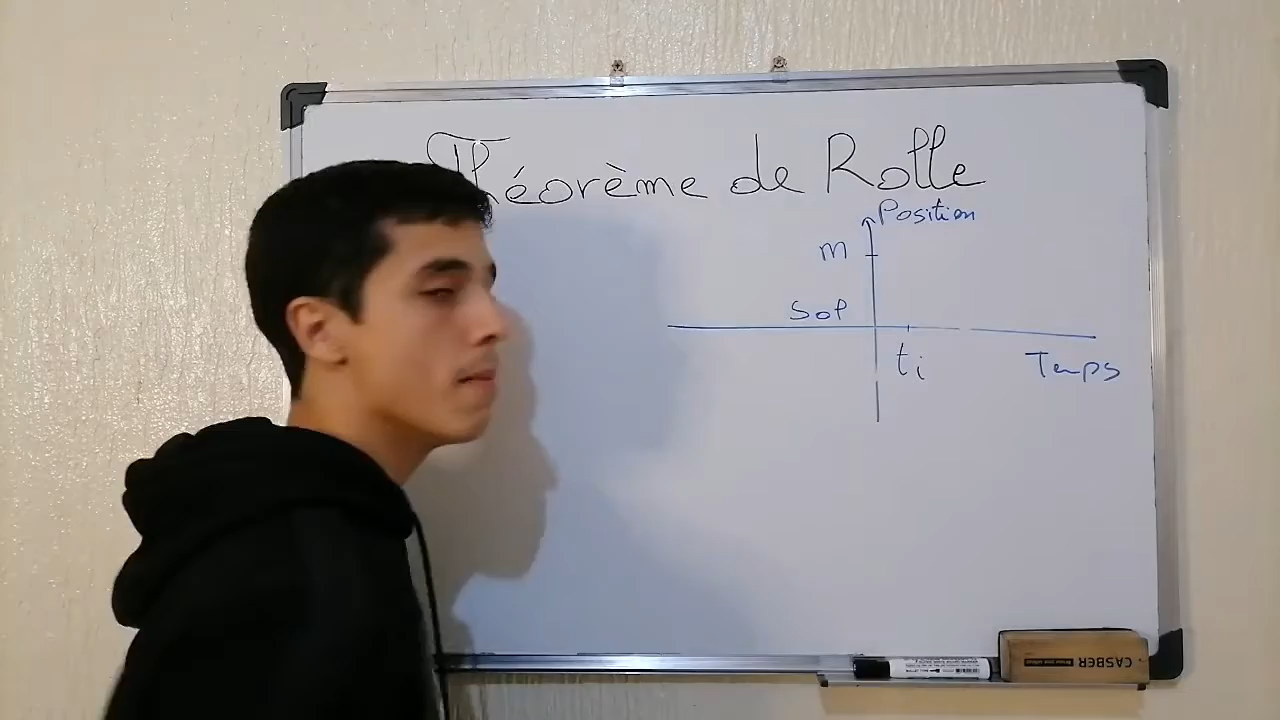 Théorème de Rolle
Position
m
Sol
ti
Temps
CASBER